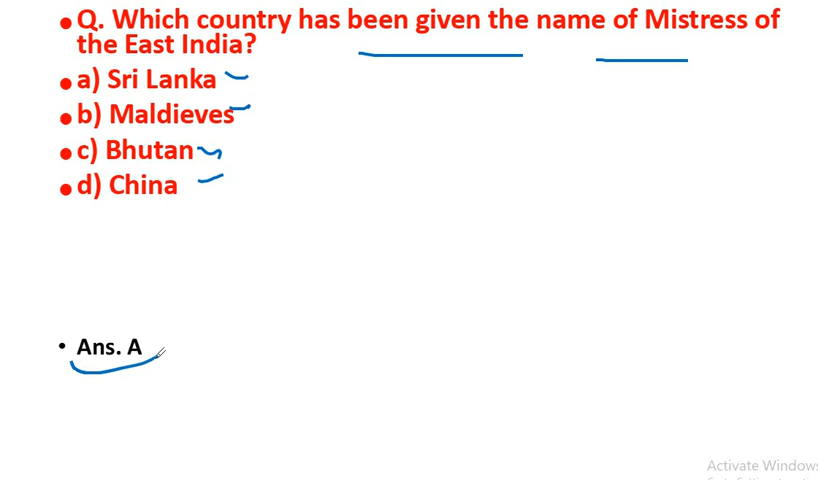 • Q. Which country has been given the name of Mistress of
the East India?
• a) Sri Lanka
• b) Maldieves
• c) Bhutan
• d) China
• Ans. A
Activate Windows